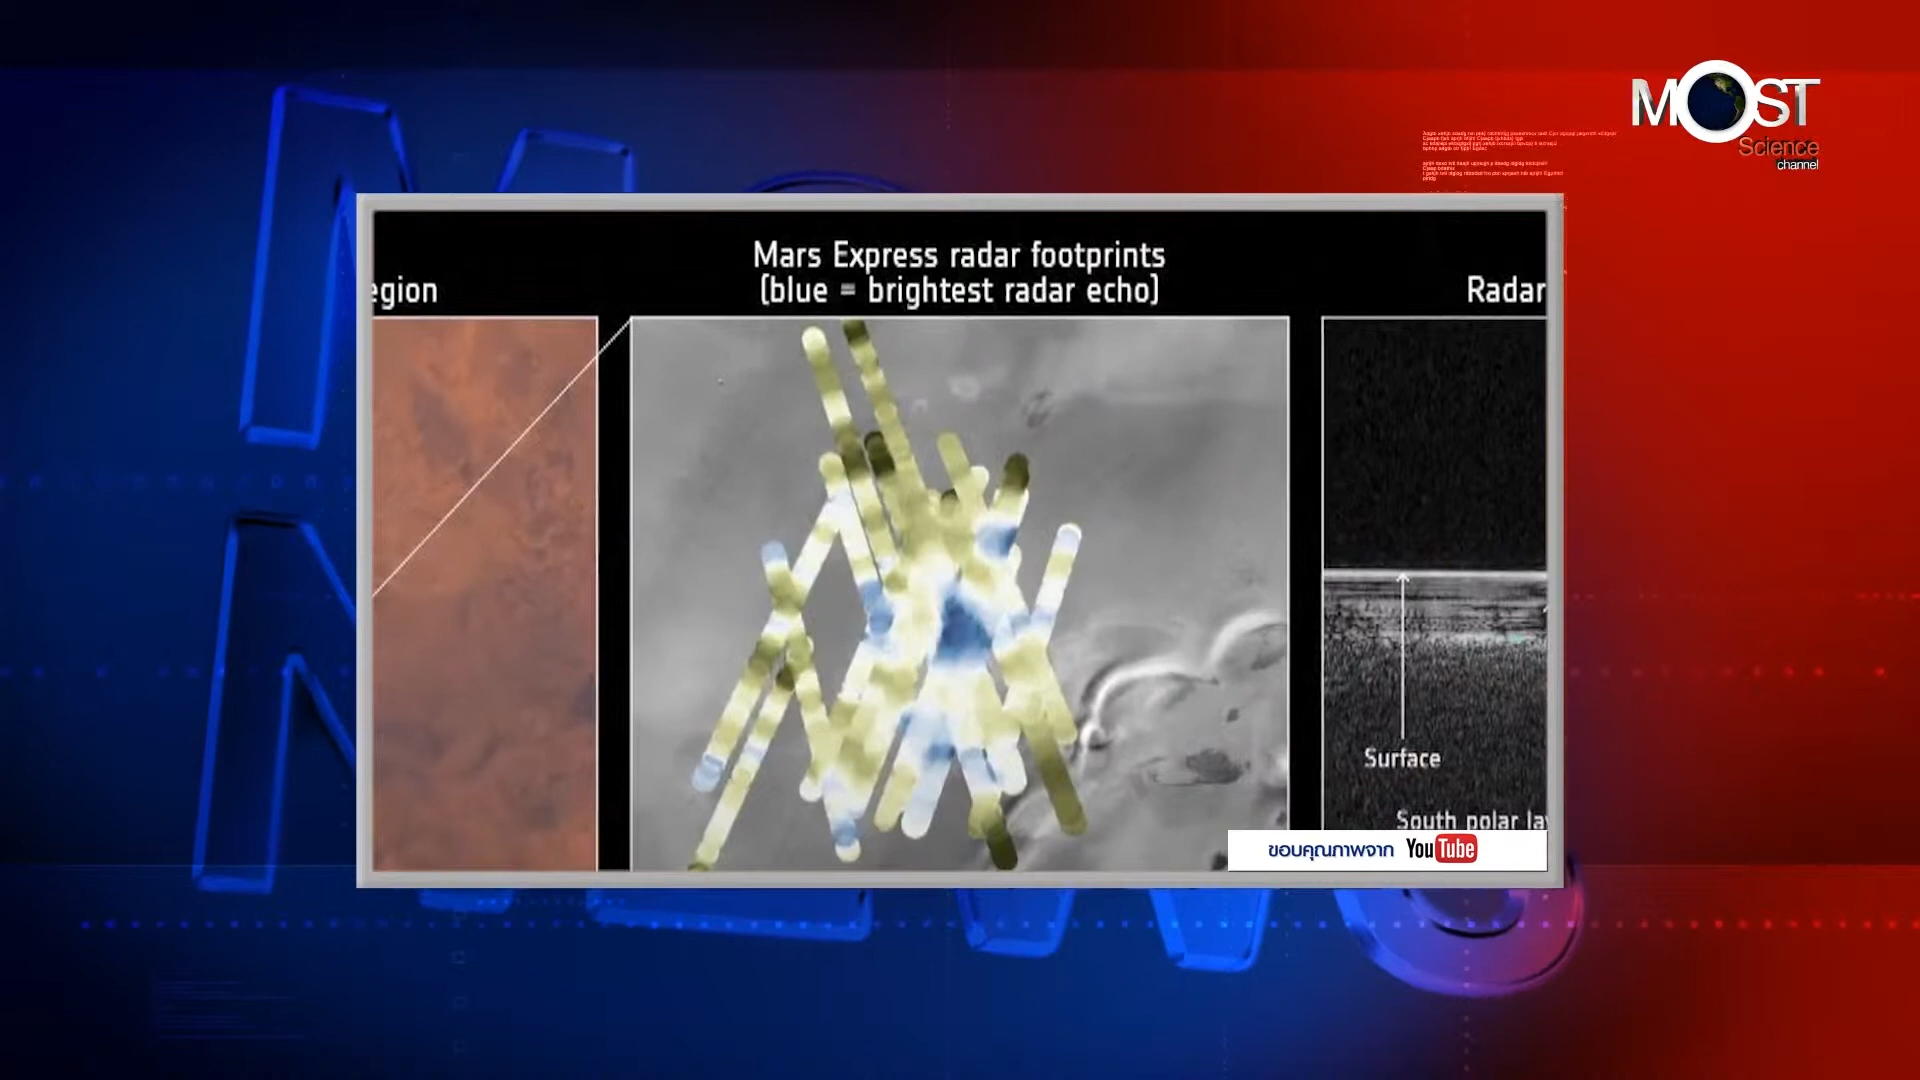 MOST
Science
channel
egion
Mars Express radar footprints
(blue = brightest radar echo)
Radar
Surface
South polar la
ขอบคุณภาพจาก YouTube